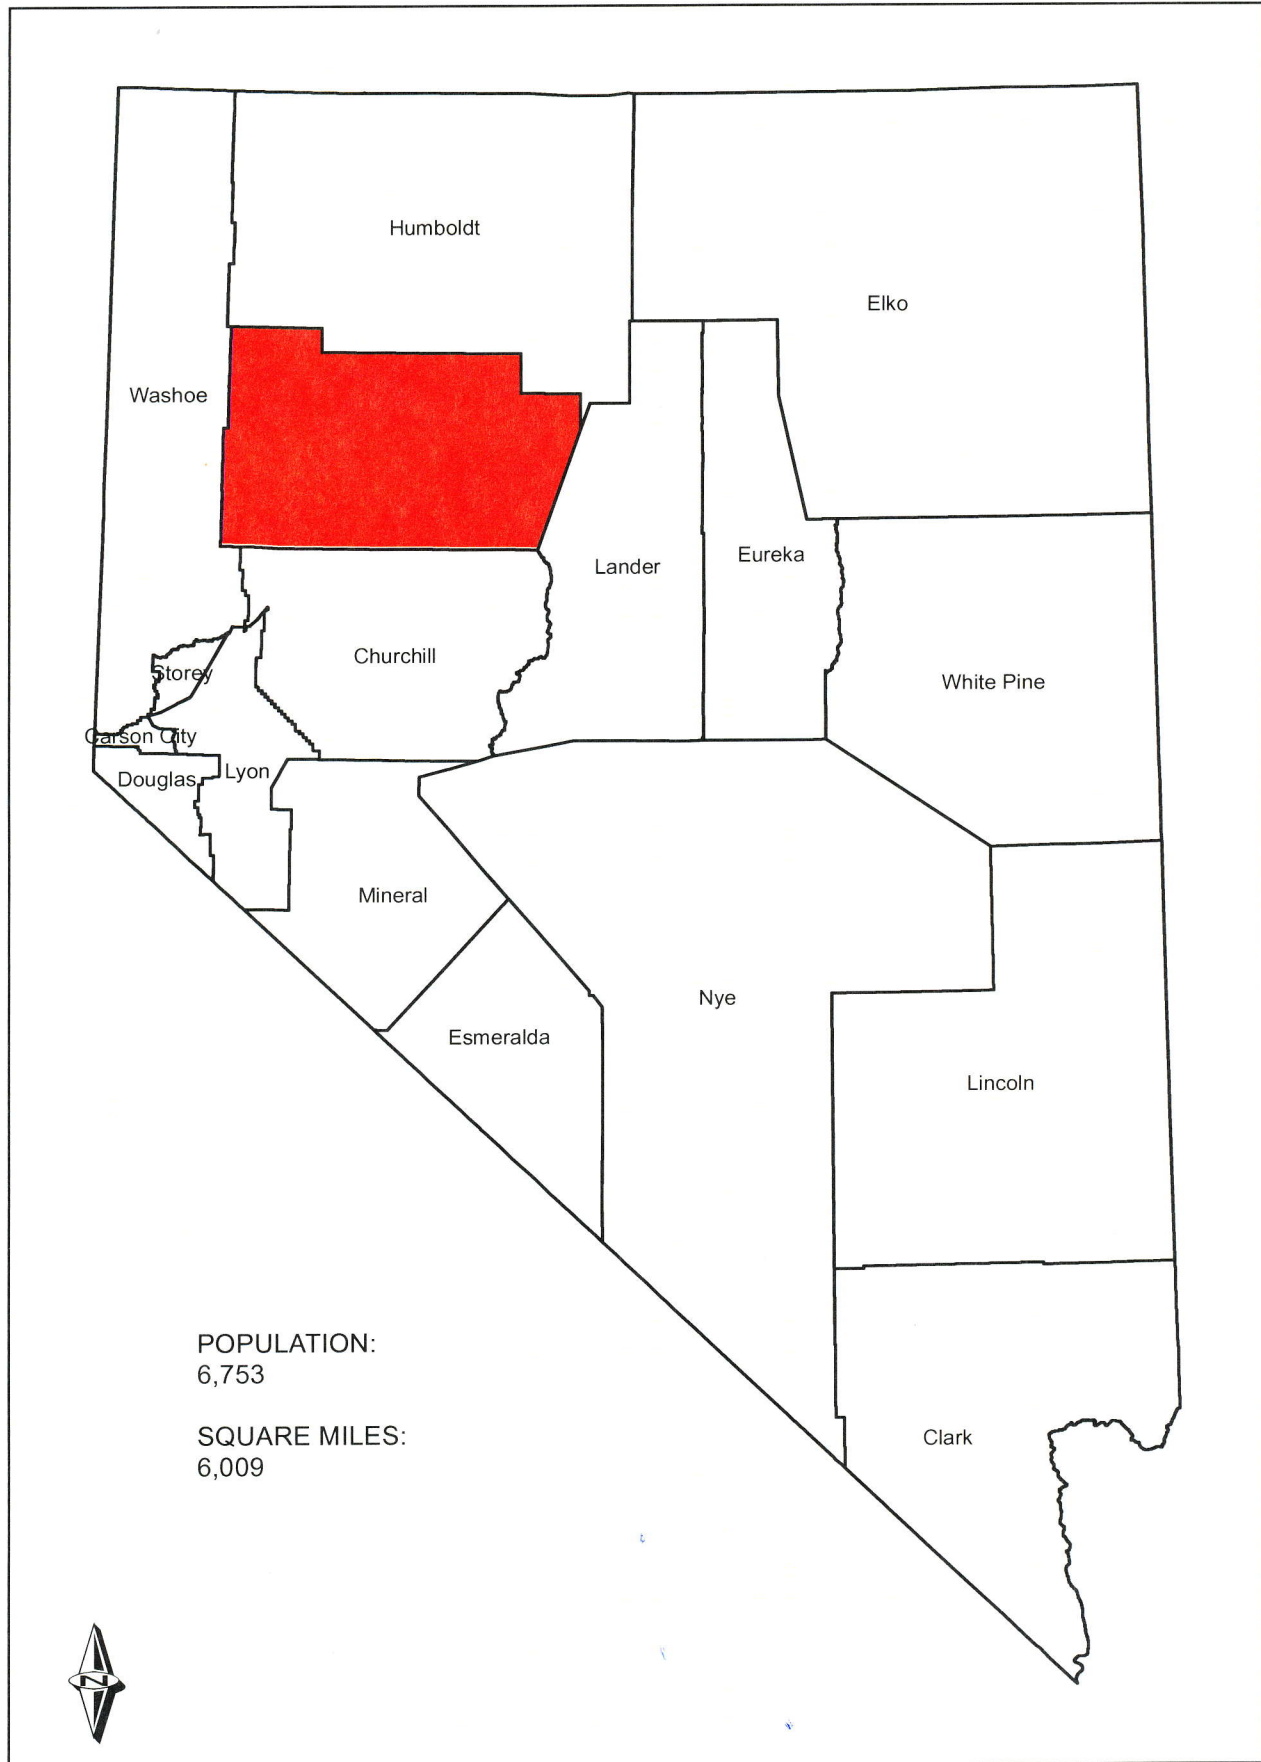 Humboldt
Elko
Washoe
Lander
Eureka
Churchill
Storey
White Pine
Carson City
Douglas
Lyon
Mineral
Nye
Esmeralda
Lincoln
POPULATION:
6,753
SQUARE MILES:
6,009
Clark
N